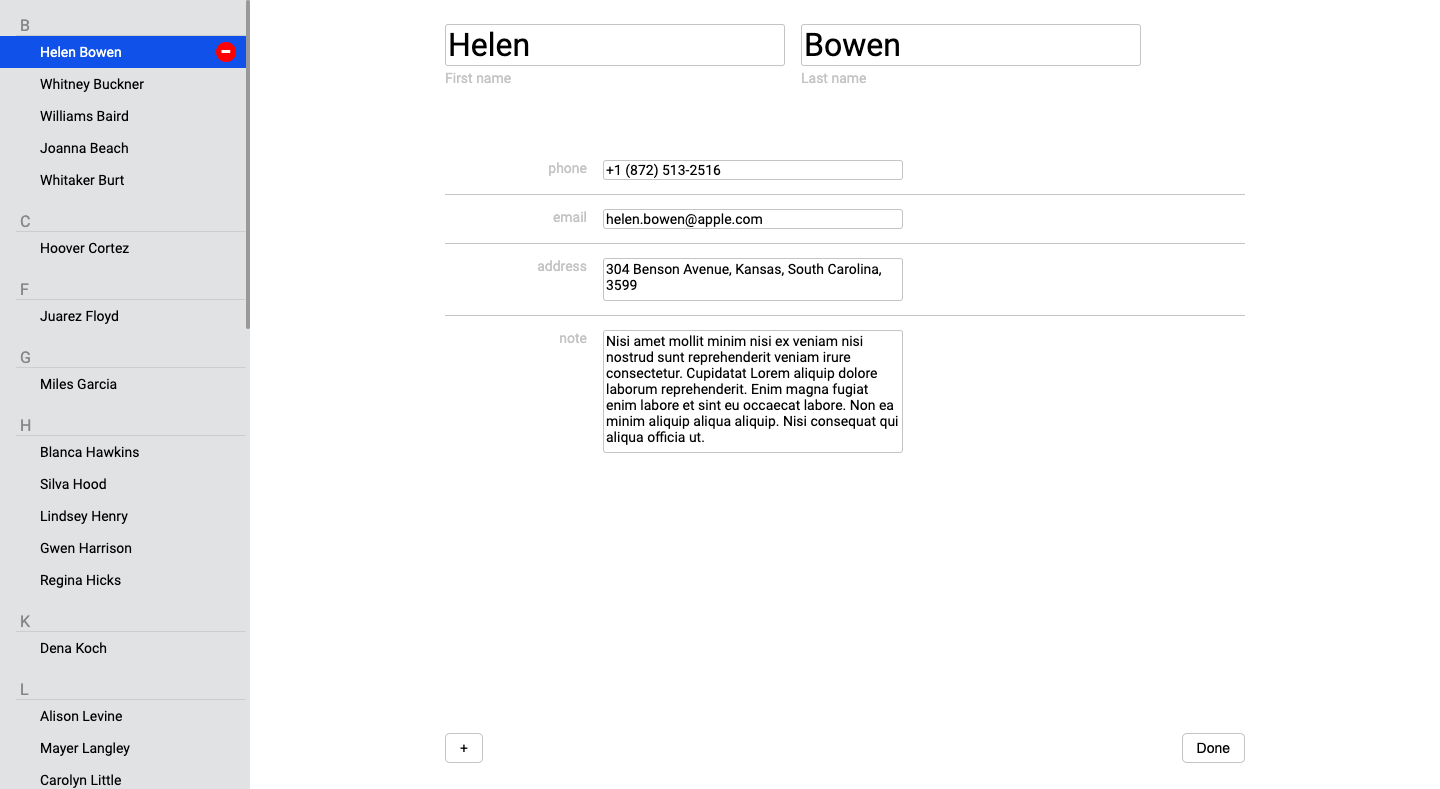 B
Helen Bowen
Whitney Buckner
Williams Baird
Joanna Beach
Whitaker Burt
C
Hoover Cortez
F
Juarez Floyd
G
Miles Garcia
H
Blanca Hawkins
Silva Hood
Lindsey Henry
Gwen Harrison
Regina Hicks
K
Dena Koch
L
Alison Levine
Mayer Langley
Carolyn Little
Helen
Bowen
First name
Last name
phone
+1 (872) 513-2516
email
helen.bowen@apple.com
address
304 Benson Avenue, Kansas, South Carolina,
3599
note
Nisi amet mollit minim nisi ex veniam nisi
nostrud sunt reprehenderit veniam irure
consectetur. Cupidatat Lorem aliquip dolore
laborum reprehenderit. Enim magna fugiat
enim labore et sint eu occaecat labore. Non ea
minim aliquip aliqua aliquip. Nisi consequat qui
aliqua officia ut.
+
Done